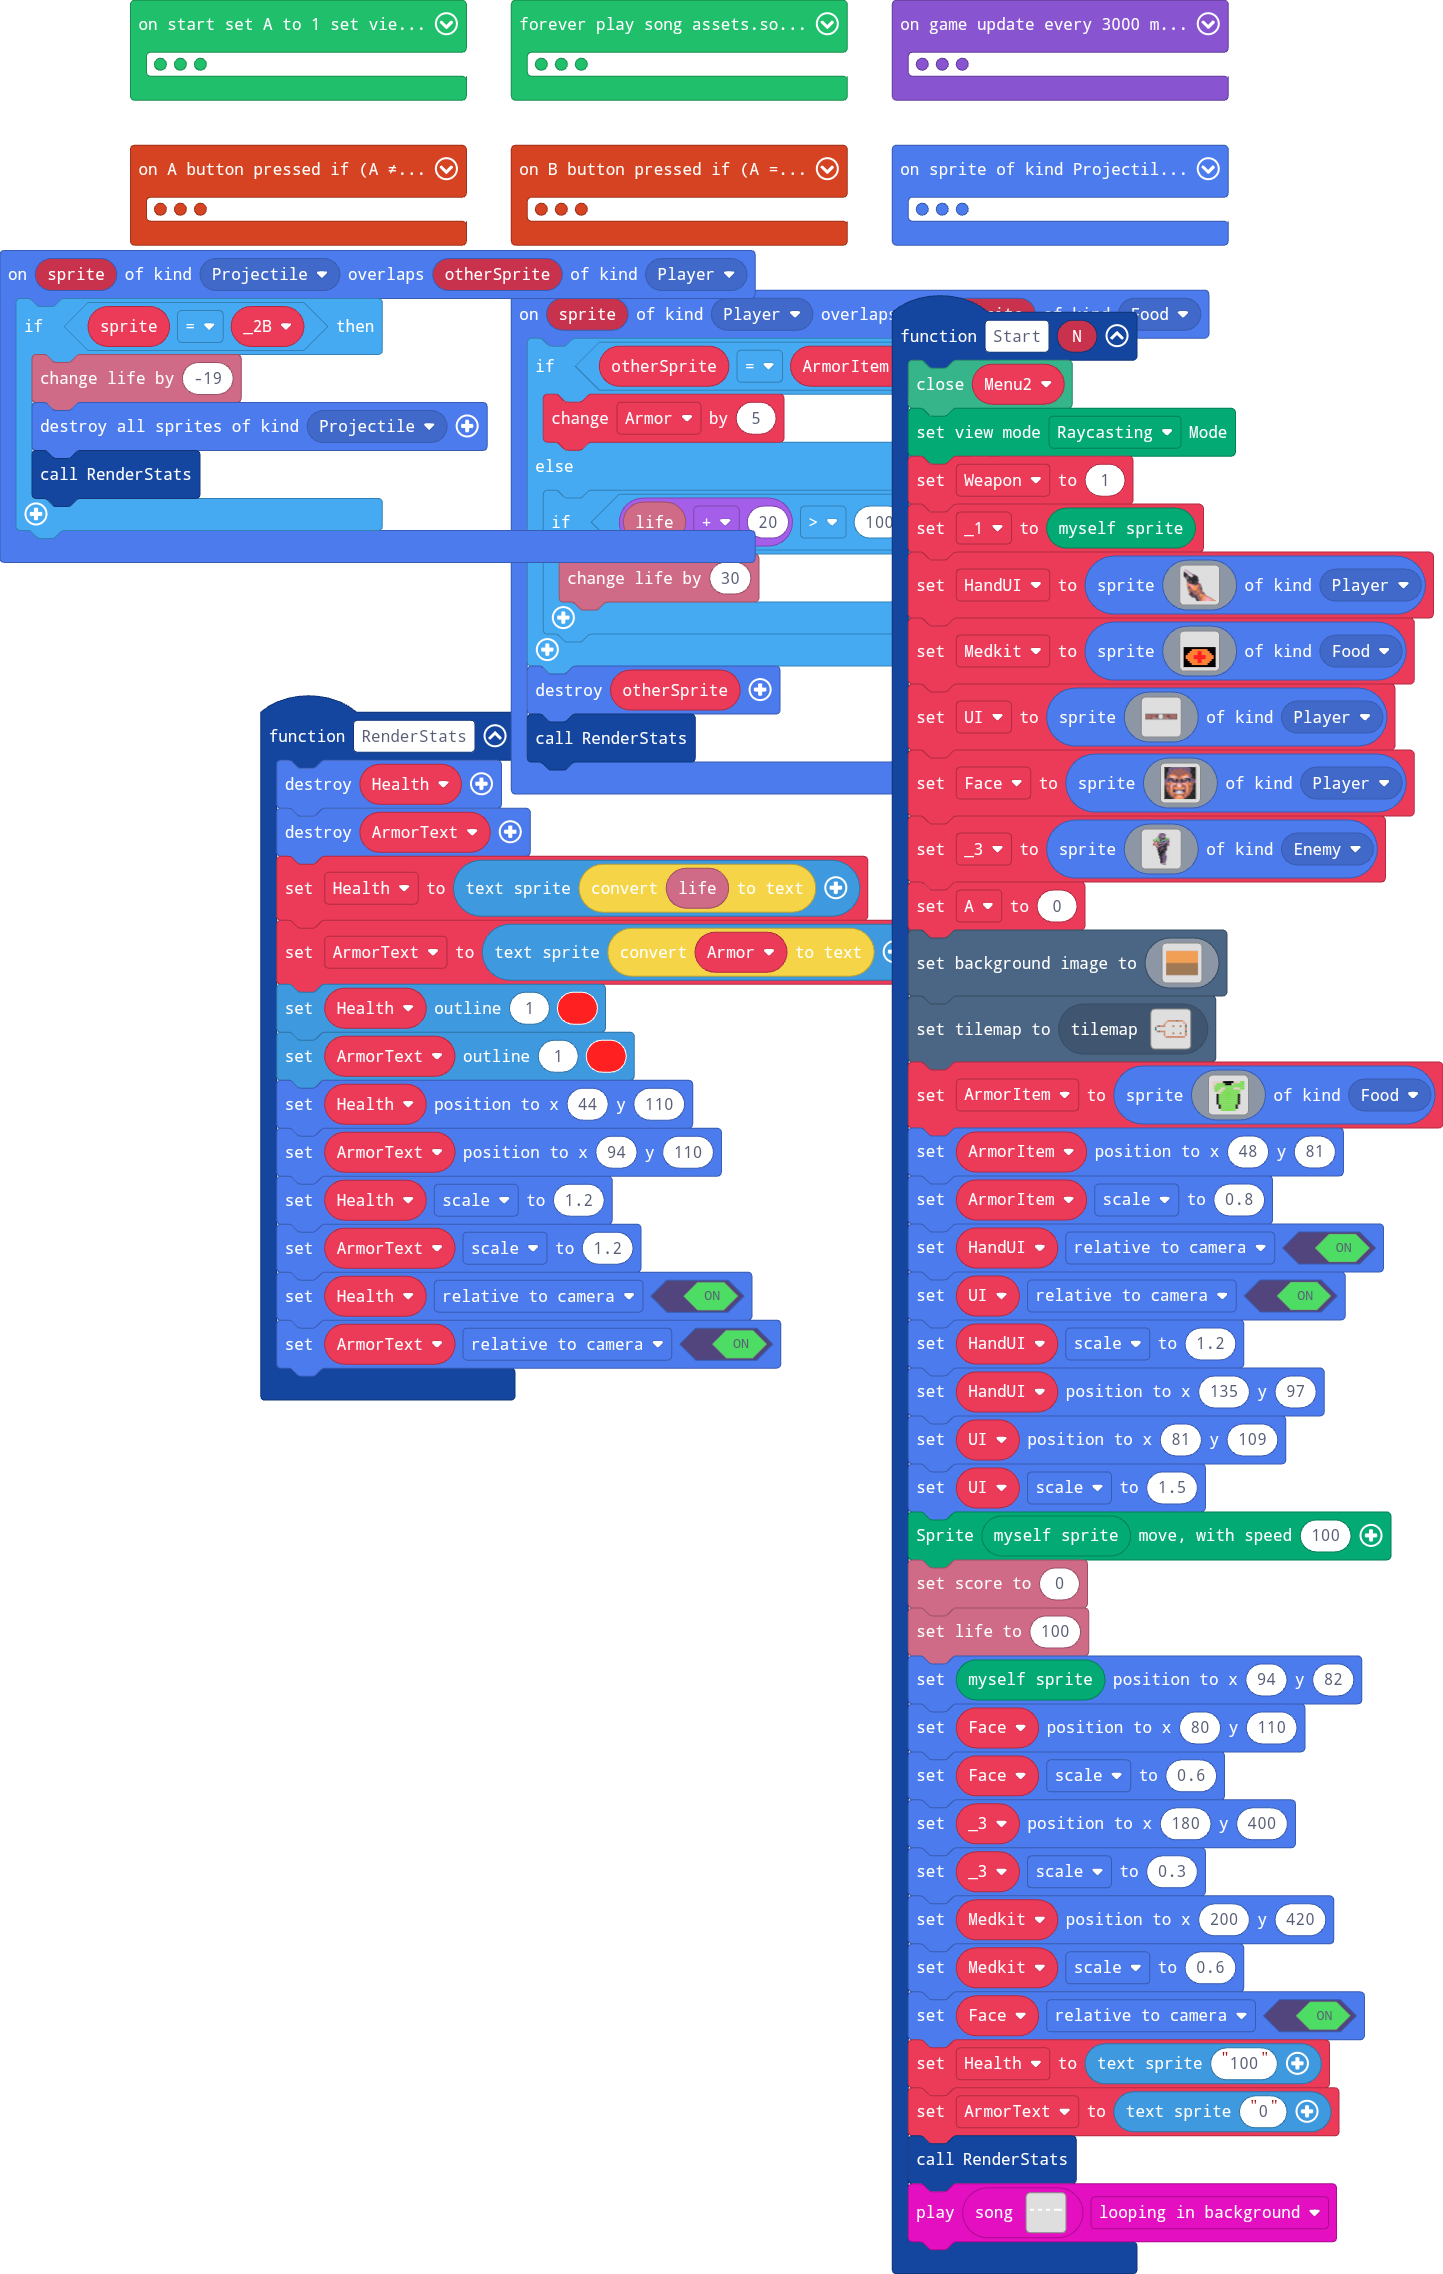 on start set A to 1 set vie...
forever play song assets.so...
on game update every 3000 m...
on A button pressed if (A ≠...
on B button pressed if (A =...
on sprite of kind Projectil...
on sprite of kind Projectile overlaps otherSprite of kind Player
if sprite = _2B then
change life by -19
destroy all sprites of kind Projectile
call RenderStats
on sprite of kind Player overlaps
of kind Food
if otherSprite = ArmorItem
change Armor by 5
else
if life + 20 > 100
change life by 30
destroy otherSprite
call RenderStats
function RenderStats
destroy Health
destroy ArmorText
set Health to text sprite convert life to text
set ArmorText to text sprite convert Armor to text
set Health outline 1
set ArmorText outline 1
set Health position to x 44 y 110
set ArmorText position to x 94 y 110
set Health scale to 1.2
set ArmorText scale to 1.2
set Health relative to camera ON
set ArmorText relative to camera ON
function Start N
close Menu2
set view mode Raycasting Mode
set Weapon to 1
set _1 to myself sprite
set HandUI to sprite of kind Player
set Medkit to sprite of kind Food
set UI to sprite of kind Player
set Face to sprite of kind Player
set _3 to sprite of kind Enemy
set A to 0
set background image to
set tilemap to tilemap
set ArmorItem to sprite of kind Food
set ArmorItem position to x 48 y 81
set ArmorItem scale to 0.8
set HandUI relative to camera ON
set UI relative to camera ON
set HandUI scale to 1.2
set HandUI position to x 135 y 97
set UI position to x 81 y 109
set UI scale to 1.5
Sprite myself sprite move, with speed 100
set score to 0
set life to 100
set myself sprite position to x 94 y 82
set Face position to x 80 y 110
set Face scale to 0.6
set _3 position to x 180 y 400
set _3 scale to 0.3
set Medkit position to x 200 y 420
set Medkit scale to 0.6
set Face relative to camera ON
set Health to text sprite "100"
set ArmorText to text sprite "0"
call RenderStats
play song looping in background